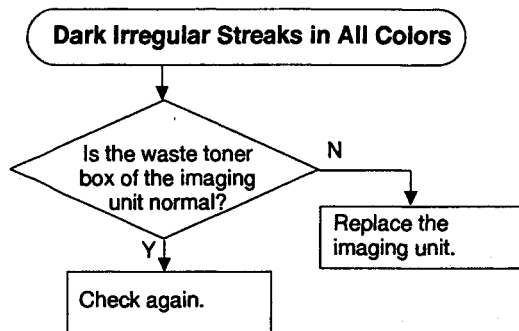 Dark Irregular Streaks in All Colors
Is the waste toner
box of the imaging
unit normal?
N
Replace the
imaging unit.
Y
Check again.